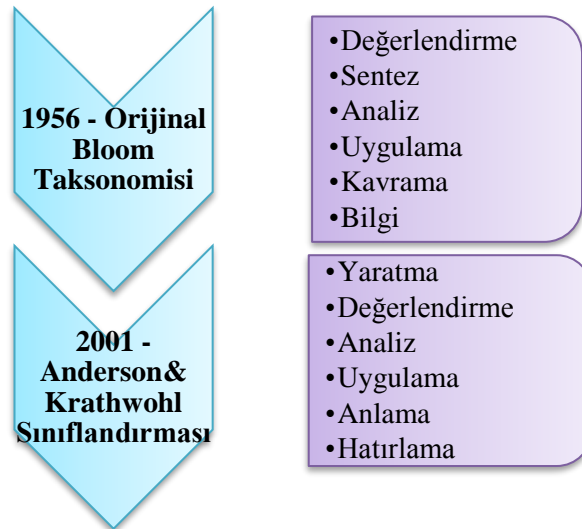 1956 - Orijinal
Bloom
Taksonomisi
•Değerlendirme
•Sentez
•Analiz
•Uygulama
•Kavrama
•Bilgi
2001 -
Anderson&
Krathwohl
Sınıflandırması
•Yaratma
•Değerlendirme
•Analiz
•Uygulama
•Anlama
•Hatırlama